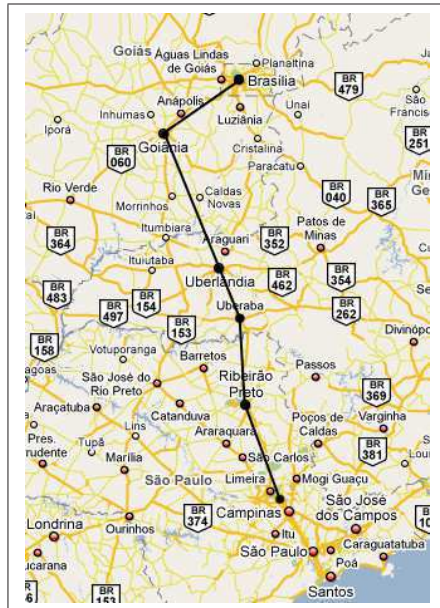 Goiás
Águas Lindas
de Goiás
Planaltina
Brasília
BR
479
São
Francisc
Anápolis
Inhumas
Luziânia
Unaí
Iporá
Goiânia
Cristalina
BR
251
BR
060
Paracatu
Rio Verde
BR
040
BR
365
Caldas
Novas
Morrinhos
Itumbiara
BR
364
Araguari
BR
352
Patos de
Minas
Ituiutaba
Uberlândia
BR
462
BR
354
BR
483
BR
154
BR
497
Uberaba
BR
262
BR
153
BR
158
Divinóp
Votuporanga
Barretos
Passos
São José do
Rio Preto
Ribeirão
Preto
BR
369
Araçatuba
Catanduva
Poços de
Caldas
Varginha
Lins
Araraquara
Pres.
rudente
Tupã
São Carlos
BR
381
Marília
São Paulo
Limeira
Mogi Guaçu
BR
374
Campinas
São José
dos Campos
Londrina
Ourinhos
Itu
São Paulo
Caraguatatuba
Poá
ucarana
Santos
BR
153